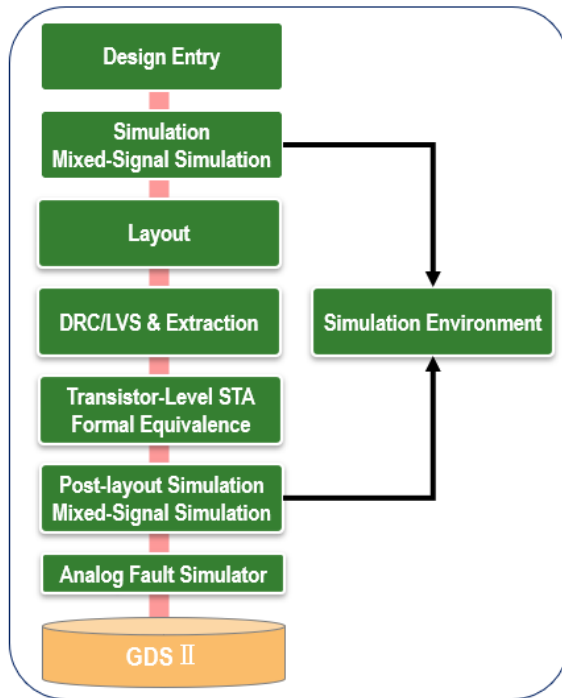 Design Entry
Simulation
Mixed-Signal Simulation
Layout
DRC/LVS & Extraction
Simulation Environment
Transistor-Level STA
Formal Equivalence
Post-layout Simulation
Mixed-Signal Simulation
Analog Fault Simulator
GDS Ⅱ